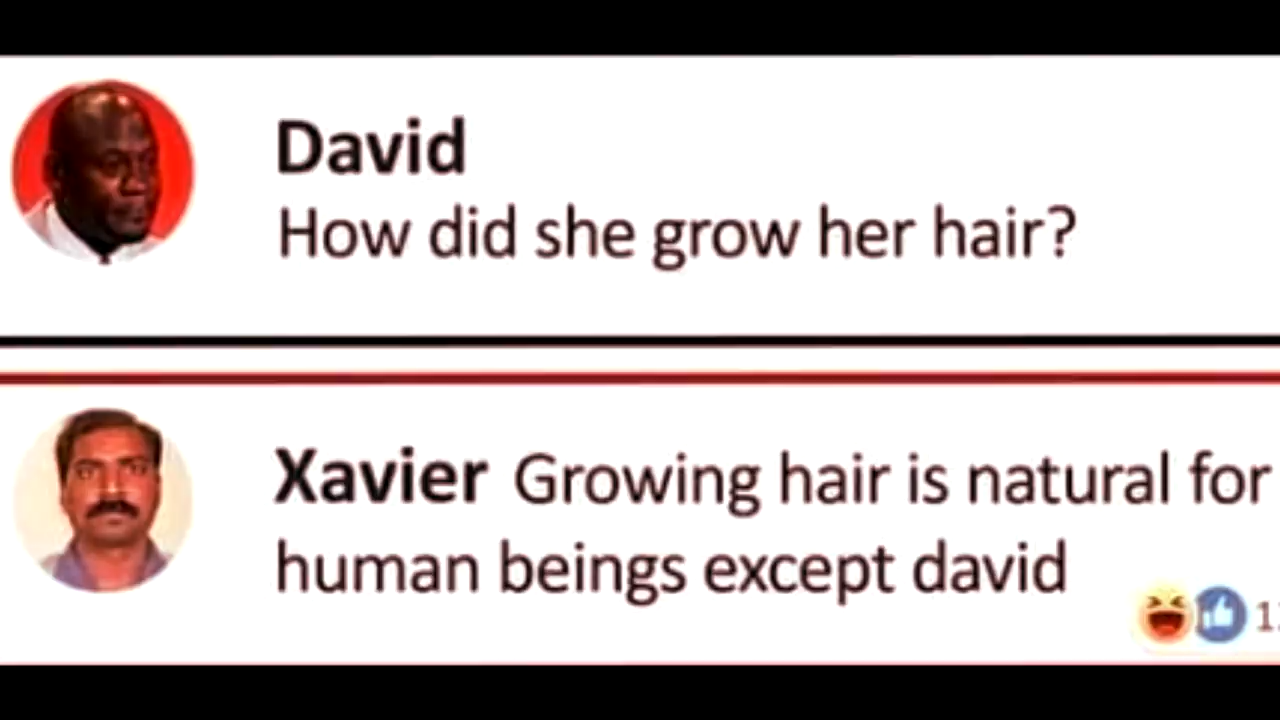 David
How did she grow her hair?
Xavier Growing hair is natural for
human beings except david